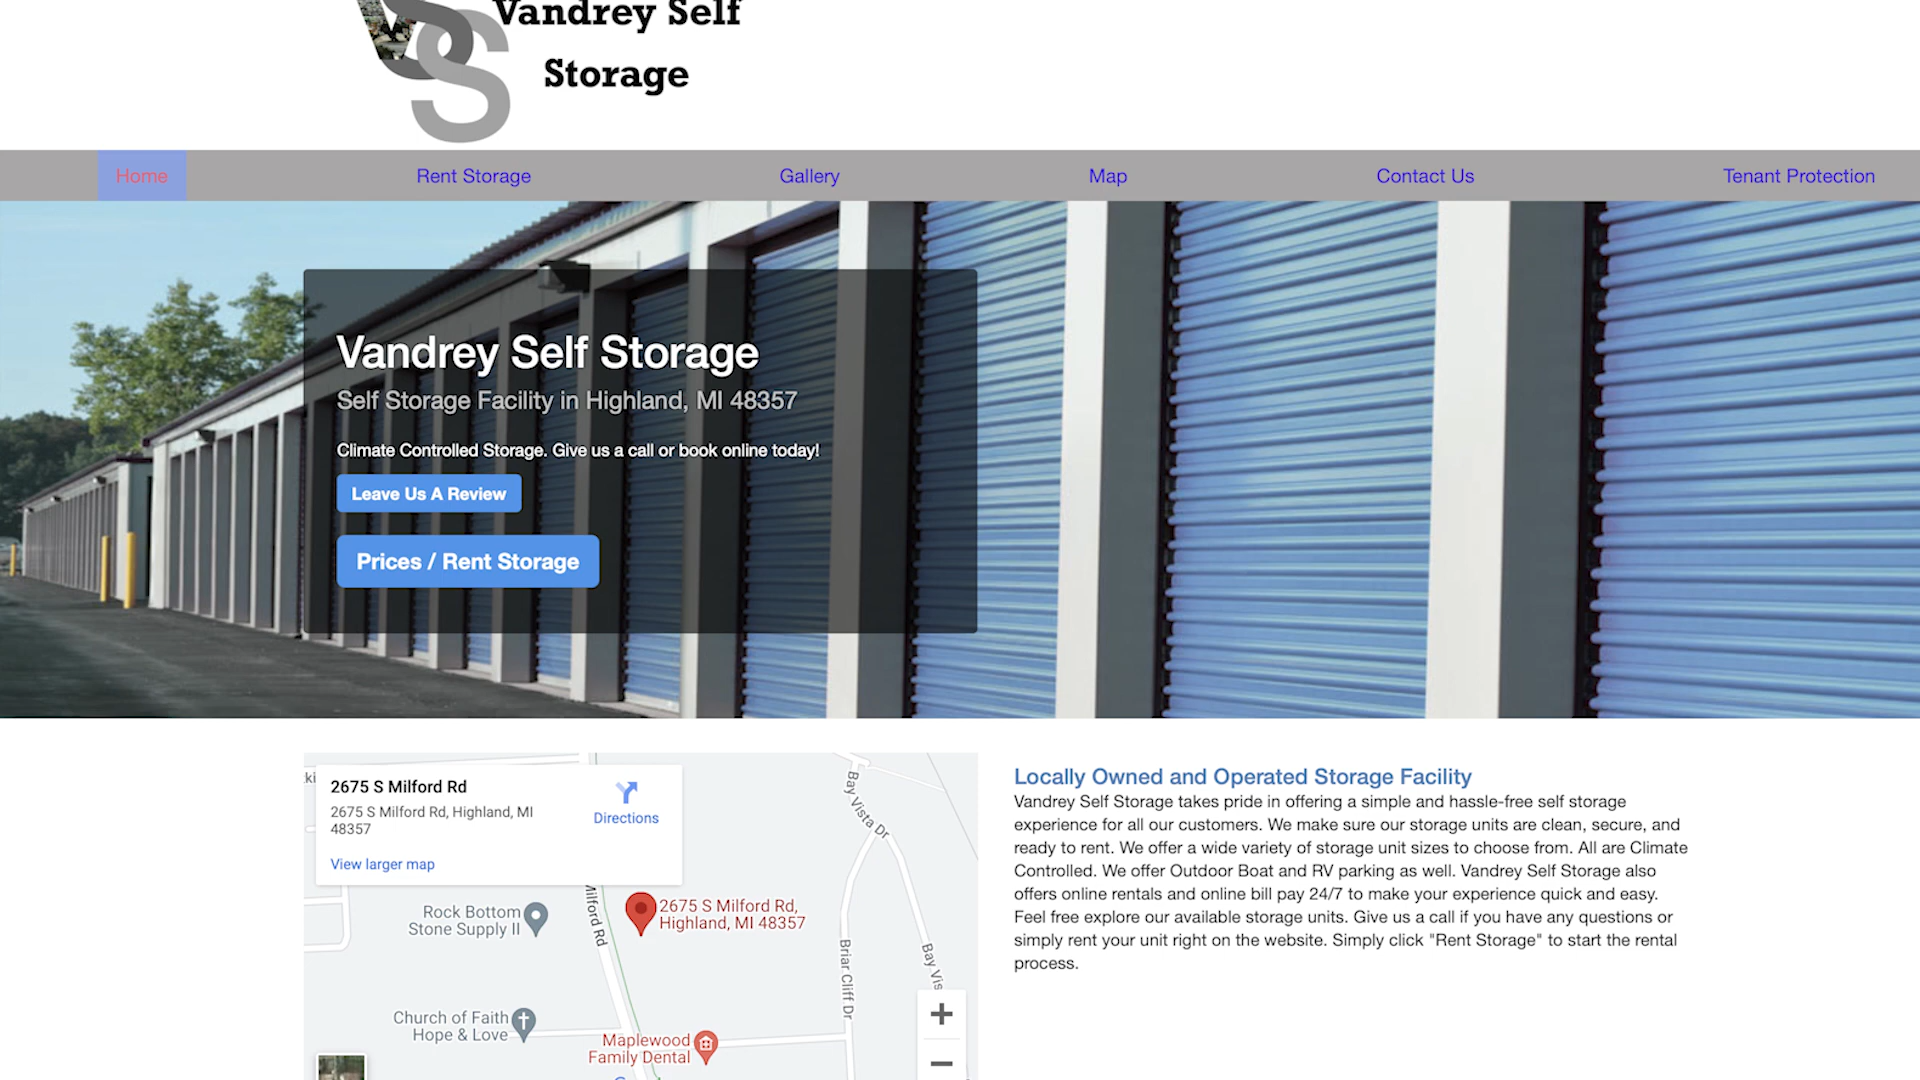 Vandrey Self
Storage
Home
Rent Storage
Gallery
Map
Contact Us
Tenant Protection
Vandrey Self Storage
Self Storage Facility in Highland, MI 48357
Climate Controlled Storage. Give us a call or book online today!
Leave Us A Review
Prices / Rent Storage
2675 S Milford Rd
2675 S Milford Rd, Highland, MI
48357
Directions
View larger map
Bay Vista Dr
Rock Bottom
Stone Supply II
Milford Rd
2675 S Milford Rd,
Highland, MI 48357
Briar Cliff Dr
Bay Vis
Church of Faith
Hope & Love
Maplewood
Family Dental
Locally Owned and Operated Storage Facility
Vandrey Self Storage takes pride in offering a simple and hassle-free self storage
experience for all our customers. We make sure our storage units are clean, secure, and
ready to rent. We offer a wide variety of storage unit sizes to choose from. All are Climate
Controlled. We offer Outdoor Boat and RV parking as well. Vandrey Self Storage also
offers online rentals and online bill pay 24/7 to make your experience quick and easy.
Feel free explore our available storage units. Give us a call if you have any questions or
simply rent your unit right on the website. Simply click "Rent Storage" to start the rental
process.